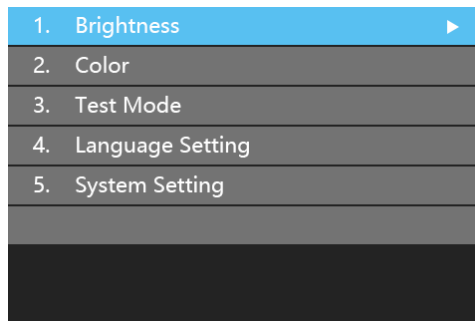 1. Brightness
2. Color
3. Test Mode
4. Language Setting
5. System Setting